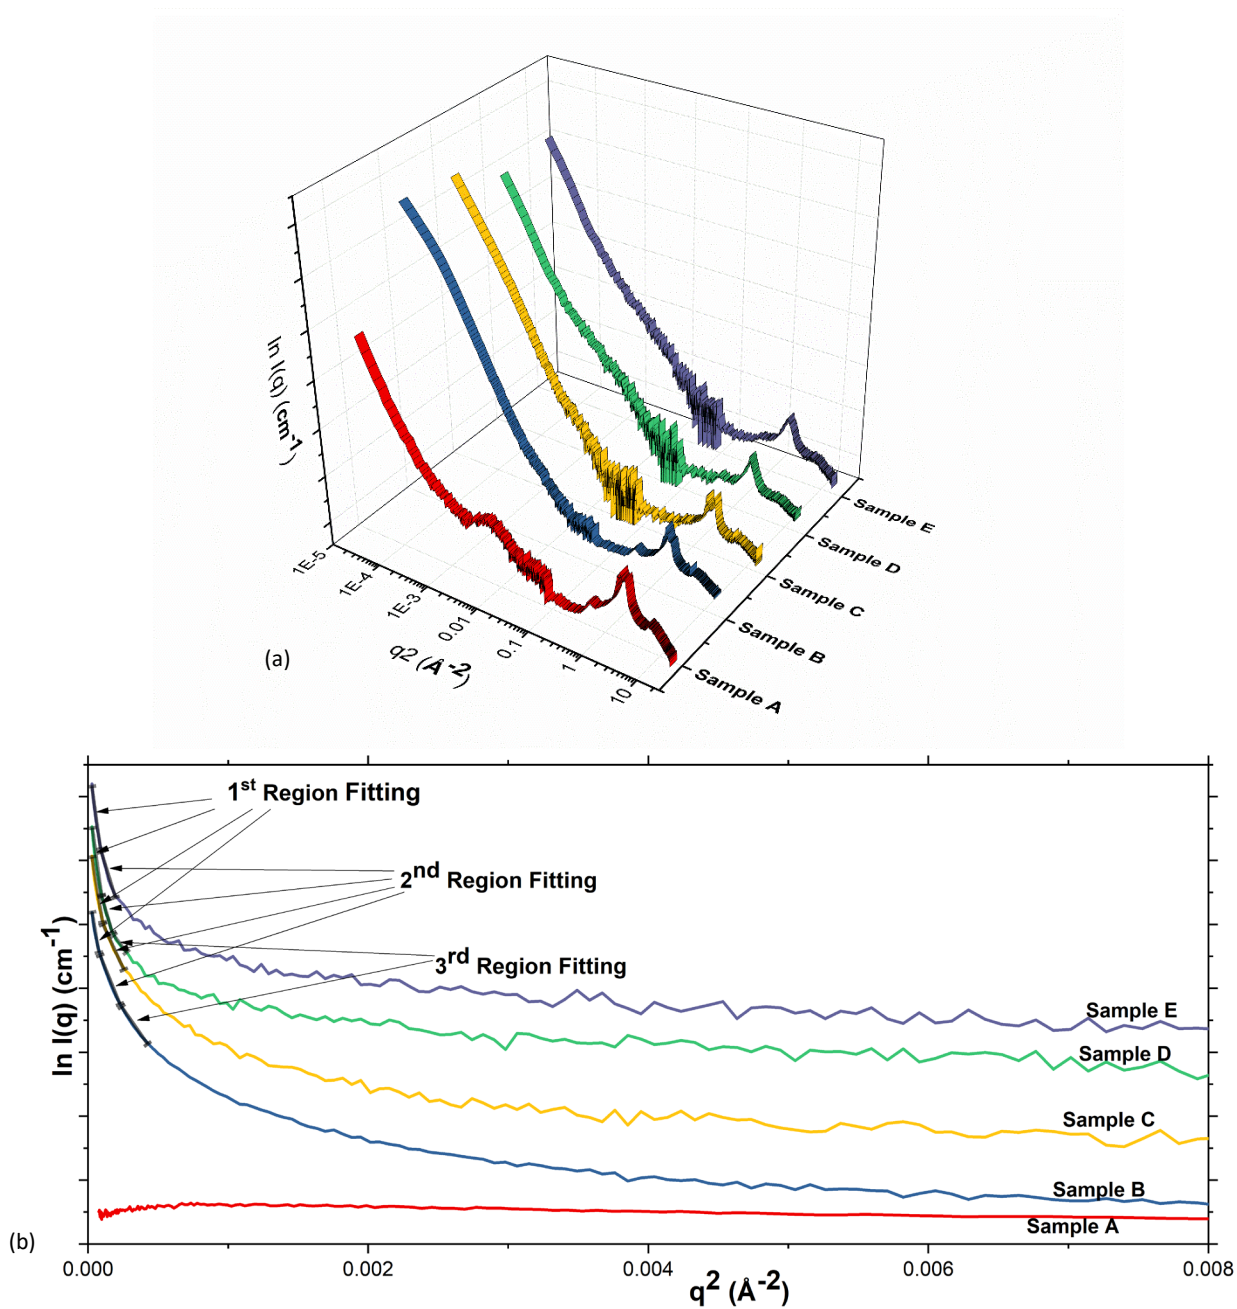 ln I(q) (cm-1)
1E-5
1E-4
1E-3
0.01
0.1
1
10
q2 (Å-2)
Sample E
Sample D
Sample C
Sample B
Sample A
(a)
1st Region Fitting
2nd Region Fitting
3rd Region Fitting
ln I(q) (cm-1)
Sample E
Sample D
Sample C
Sample B
Sample A
(b)
0.000
0.002
0.004
0.006
0.008
q2 (Å-2)